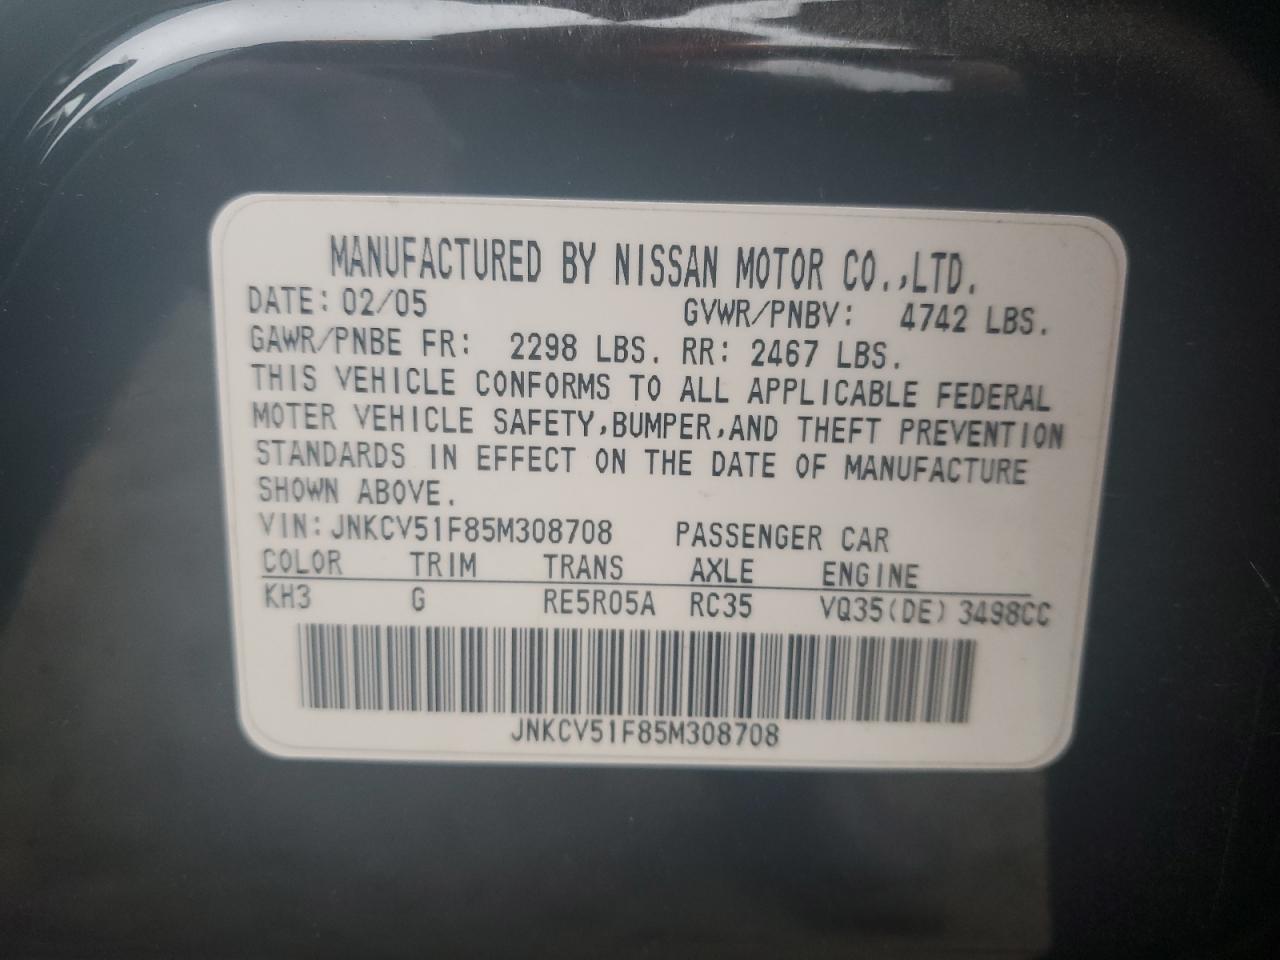 MANUFACTURED BY NISSAN MOTOR CO.,LTD.
DATE: 02/05 GVWR/PNBV: 4742 LBS.
GAWR/PNBE FR: 2298 LBS. RR: 2467 LBS.
THIS VEHICLE CONFORMS TO ALL APPLICABLE FEDERAL
MOTER VEHICLE SAFETY,BUMPER,AND THEFT PREVENTION
STANDARDS IN EFFECT ON THE DATE OF MANUFACTURE
SHOWN ABOVE.
VIN: JNKCV51F85M308708 PASSENGER CAR
COLOR TRIM TRANS AXLE ENGINE
KH3 G RE5R05A RC35 VQ35(DE) 3498CC
JNKCV51F85M308708